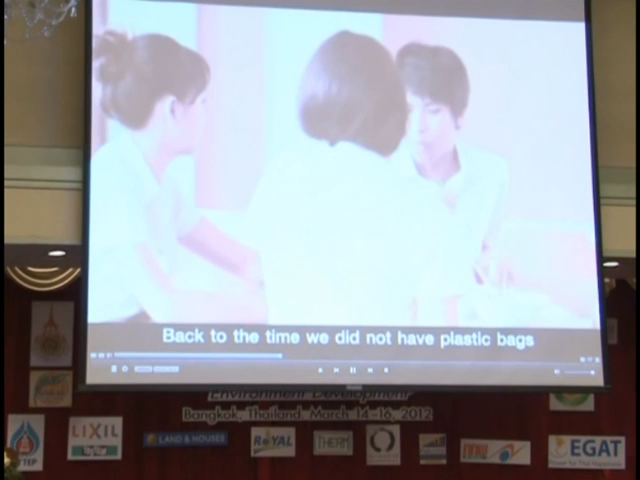 Back to the time we did not have plastic bags
Environment Development
Bangkok, Thailand, March 14-16, 2012
LIXIL
LAND & HOUSES
ROYAL
THERM
EGAT